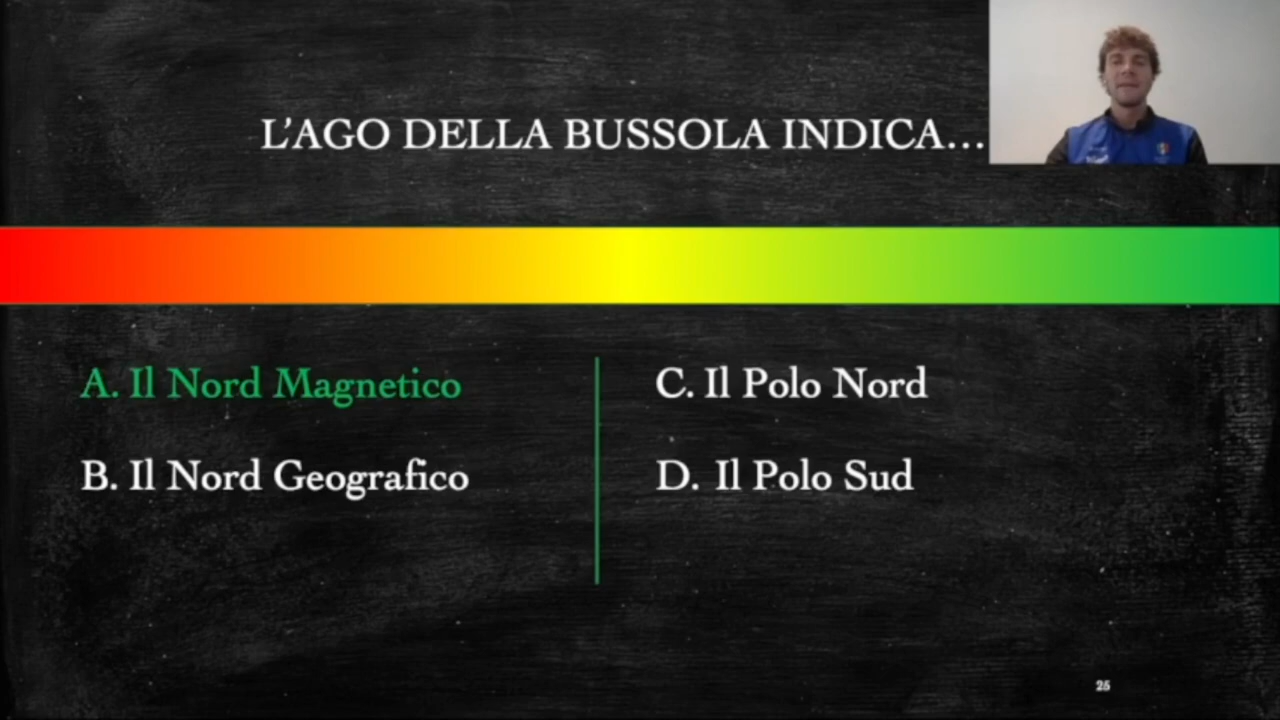 L'AGO DELLA BUSSOLA INDICA…
A. Il Nord Magnetico
B. Il Nord Geografico
C. Il Polo Nord
D. Il Polo Sud
25